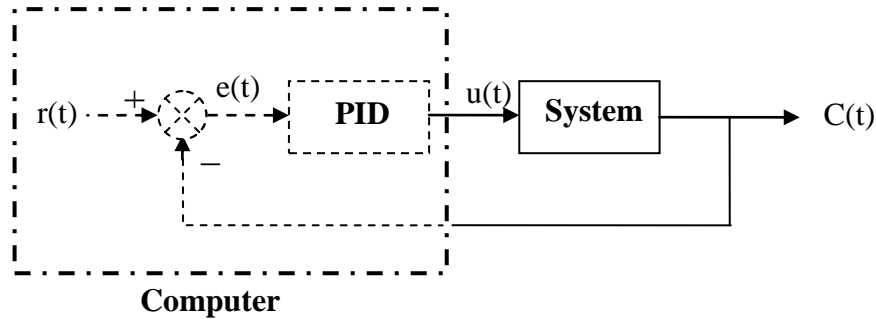 r(t)
+
e(t)
PID
u(t)
System
C(t)
−
Computer